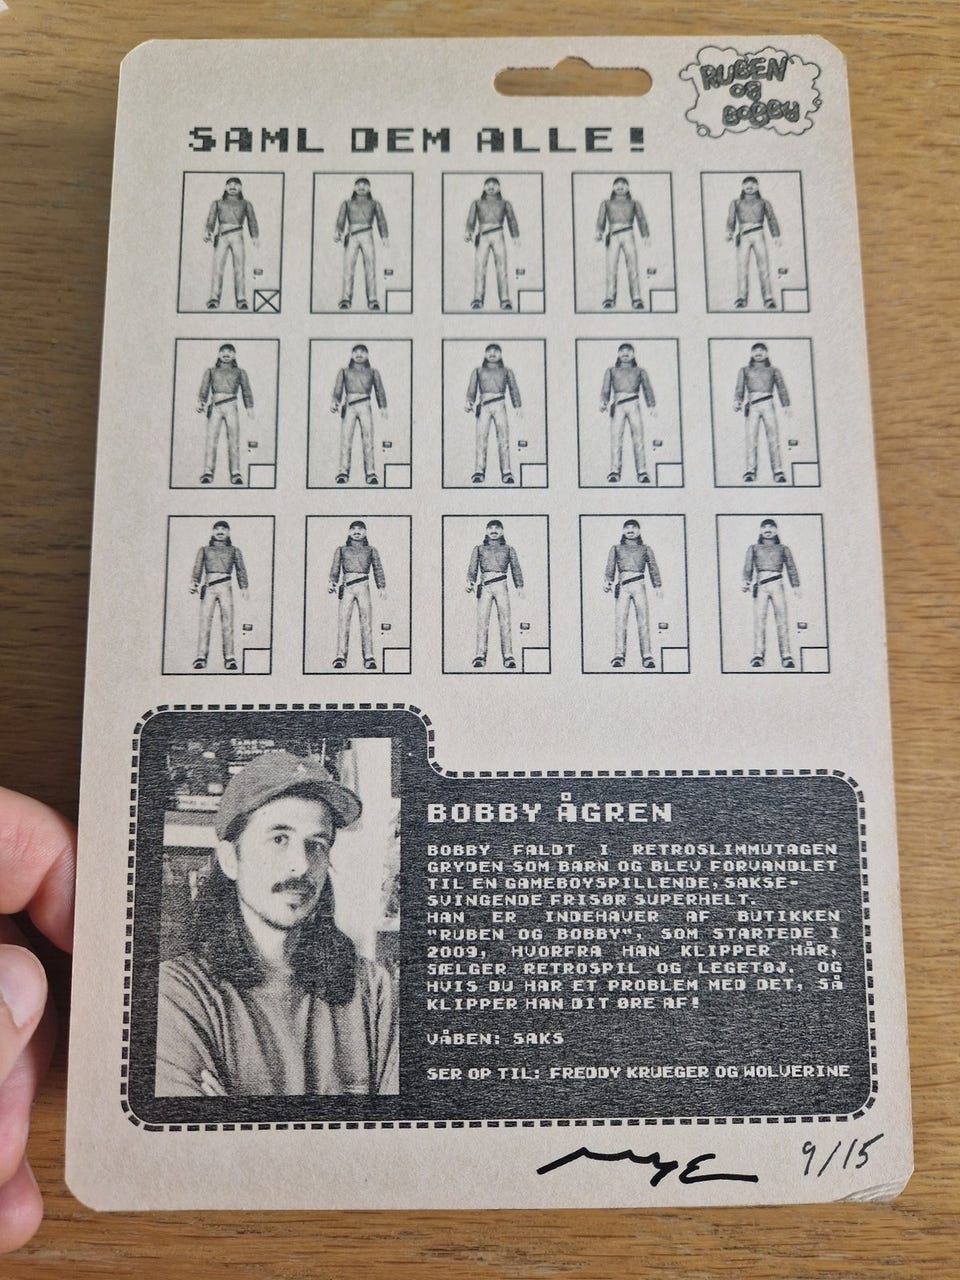 RUBEN
OG
BOBBY
SAML DEM ALLE!
BOBBY ÅGREN
BOBBY FALDT I RETROSLIMMUTAGEN
GRYDEN SOM BARN OG BLEV FORVANDLET
TIL EN GAMEBOYSPILLENDE, SAKSE-
SVINGENDE FRISØR SUPERHELT.
HAN ER INDEHAVER AF BUTIKKEN
"RUBEN OG BOBBY", SOM STARTEDE I
2009, HVORFRA HAN KLIPPER HÅR,
SÆLGER RETROSPIL OG LEGETØJ. OG
HVIS DU HAR ET PROBLEM MED DET, SÅ
KLIPPER HAN DIT ØRE AF!
VÅBEN: SAKS
SER OP TIL: FREDDY KRUEGER OG WOLVERINE
9/15